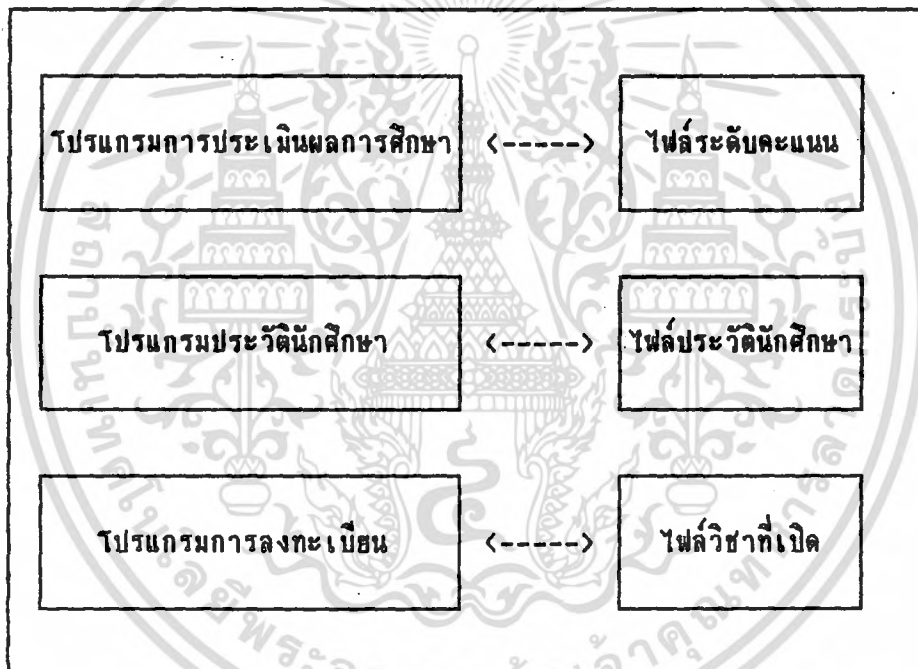 โปรแกรมการประเมินผลการศึกษา <-----> ไฟล์ระดับคะแนน
โปรแกรมประวัตินักศึกษา <-----> ไฟล์ประวัตินักศึกษา
โปรแกรมการลงทะเบียน <-----> ไฟล์วิชาที่เปิด